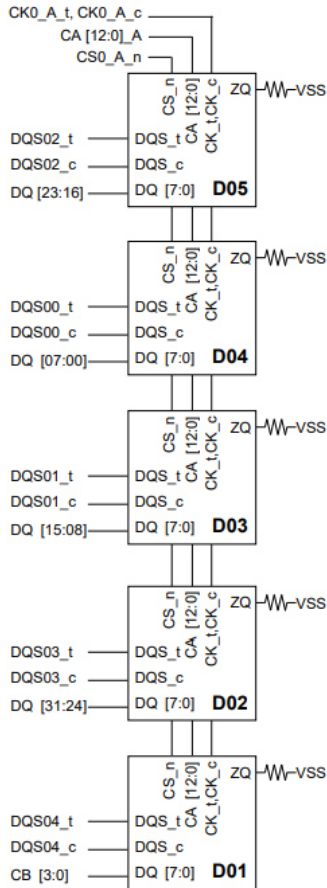 CK0_A_t, CK0_A_c
CA [12:0]_A
CS0_A_n
CS_n
CA [12:0]
CK_t,CK_c
ZQ
VSS
DQS02_t
DQS_t
DQS02_c
DQS_c
DQ [23:16]
DQ [7:0]
D05
CS_n
CA [12:0]
CK_t,CK_c
ZQ
VSS
DQS00_t
DQS_t
DQS00_c
DQS_c
DQ [07:00]
DQ [7:0]
D04
CS_n
CA [12:0]
CK_t,CK_c
ZQ
VSS
DQS01_t
DQS_t
DQS01_c
DQS_c
DQ [15:08]
DQ [7:0]
D03
CS_n
CA [12:0]
CK_t,CK_c
ZQ
VSS
DQS03_t
DQS_t
DQS03_c
DQS_c
DQ [31:24]
DQ [7:0]
D02
CS_n
CA [12:0]
CK_t,CK_c
ZQ
VSS
DQS04_t
DQS_t
DQS04_c
DQS_c
CB [3:0]
DQ [7:0]
D01